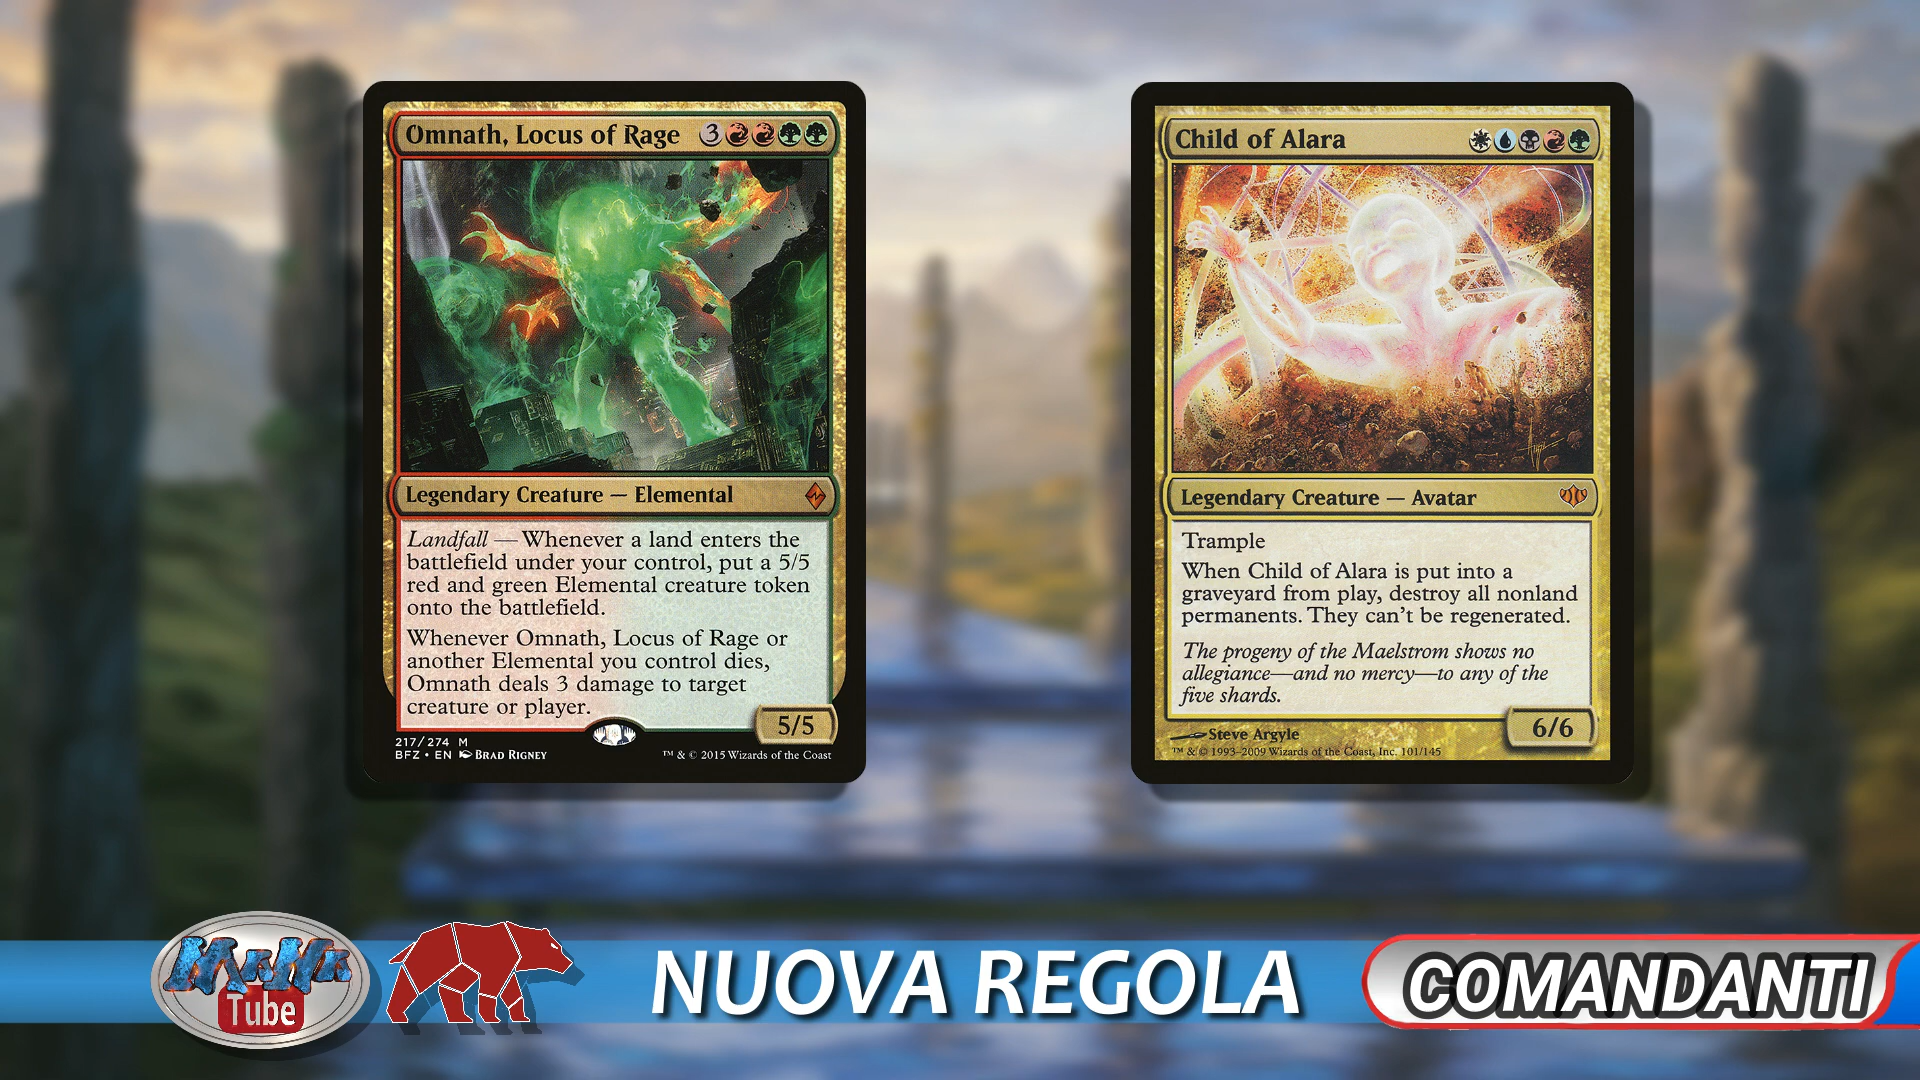 Omnath, Locus of Rage 3
Legendary Creature — Elemental
Landfall — Whenever a land enters the
battlefield under your control, put a 5/5
red and green Elemental creature token
onto the battlefield.
Whenever Omnath, Locus of Rage or
another Elemental you control dies,
Omnath deals 3 damage to target
creature or player.
5/5
217/274 M
BFZ • EN BRAD RIGNEY
™ & © 2015 Wizards of the Coast
Child of Alara
Legendary Creature — Avatar
Trample
When Child of Alara is put into a
graveyard from play, destroy all nonland
permanents. They can't be regenerated.
The progeny of the Maelstrom shows no
allegiance—and no mercy—to any of the
five shards.
6/6
Steve Argyle
™ & © 1993–2009 Wizards of the Coast, Inc. 101/145
MaNa
Tube
NUOVA REGOLA
COMANDANTI